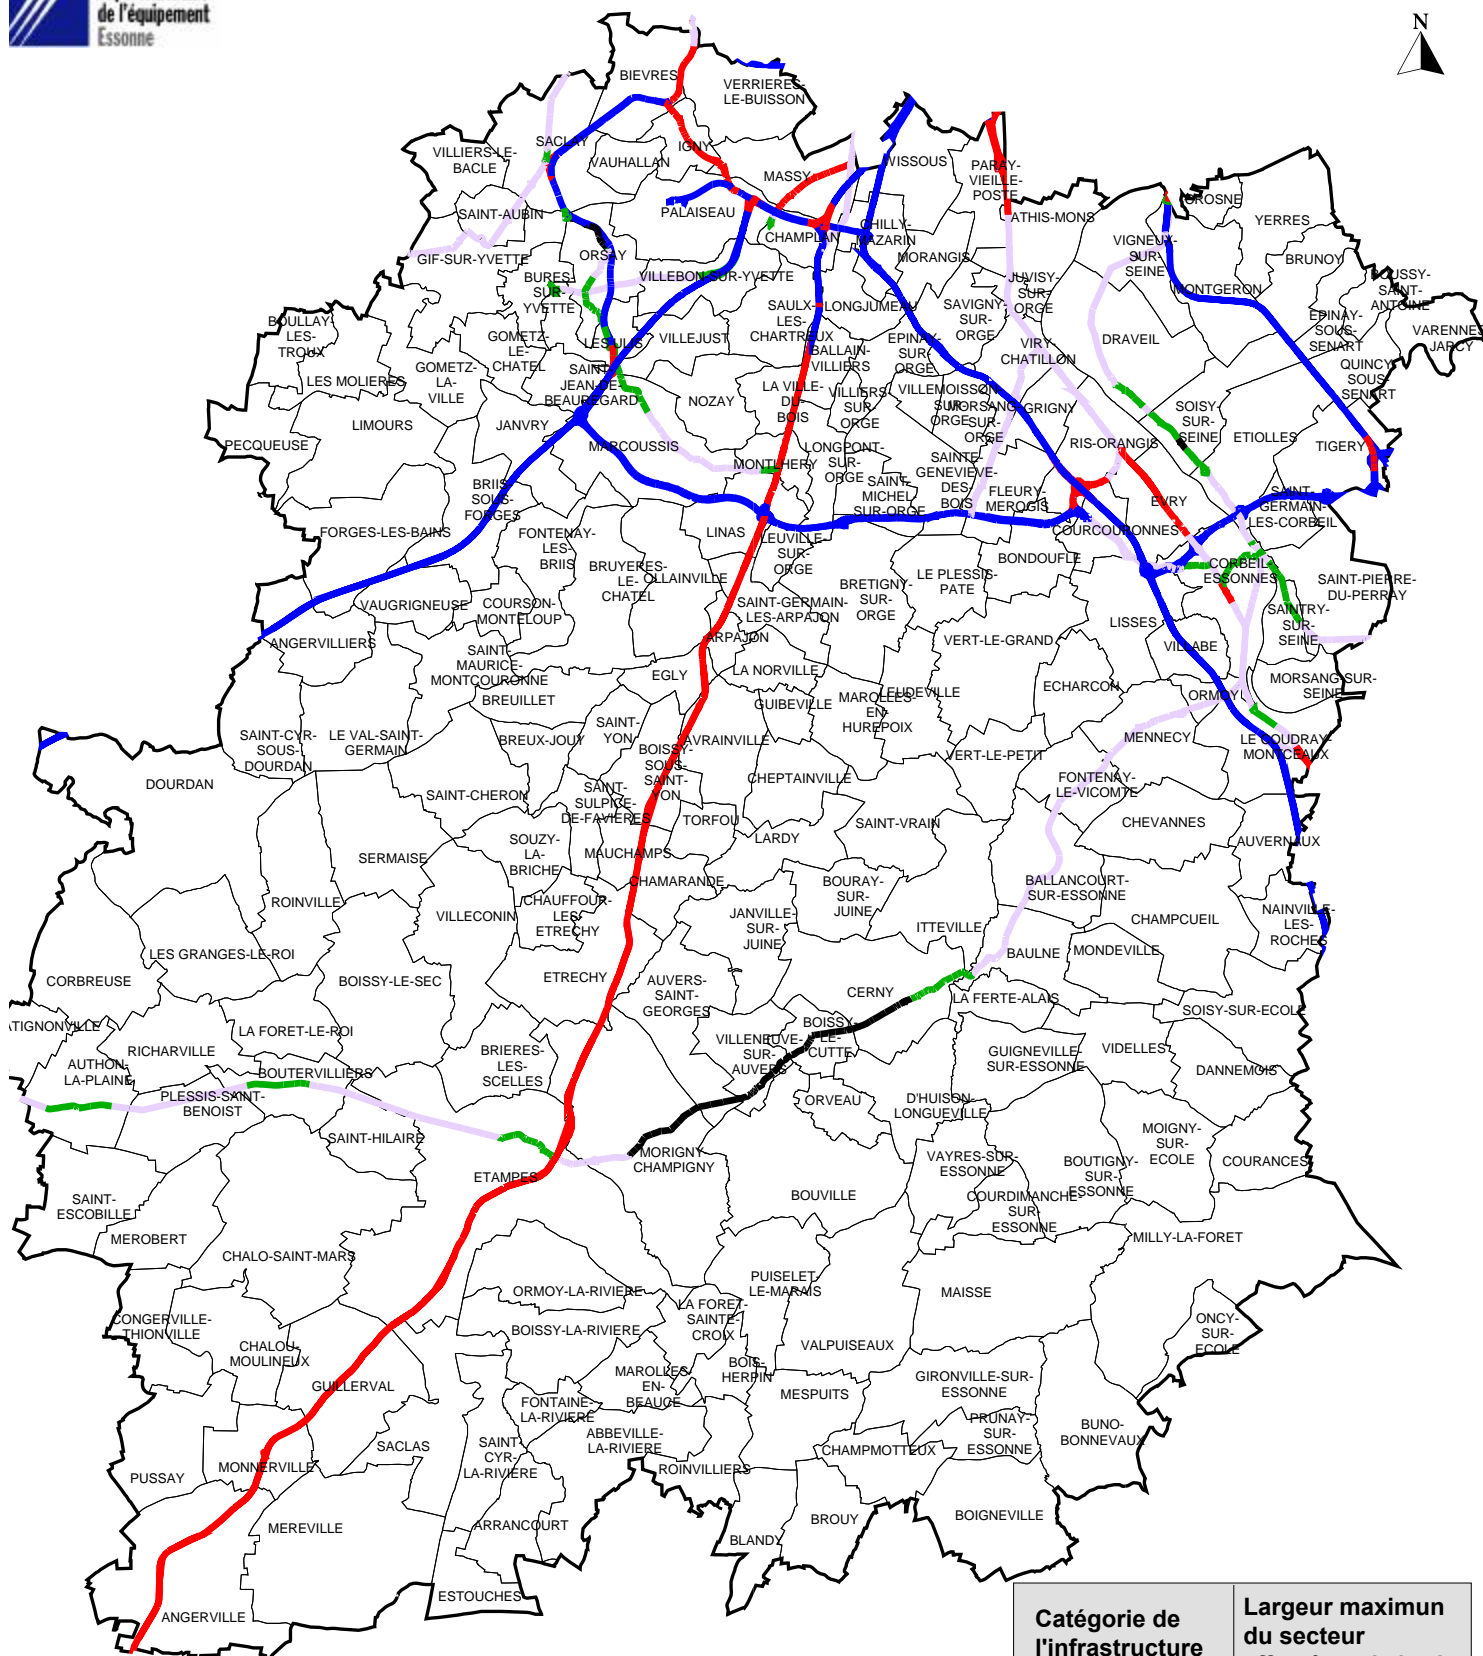 de l'équipement
Essonne
N
BIEVRES
VERRIERES-
LE-BUISSON
SACLAY
VILLIERS-LE-
BACLE
VAUHALLAN
IGNY
MASSY
WISSOUS
PARAY-
VIEILLE-
POSTE
SAINT-AUBIN
PALAISEAU
CHAMPLAN
CHILLY-
MAZARIN
ATHIS-MONS
CROSNE
YERRES
VIGNEUX-
SUR-
SEINE
BRUNOY
GIF-SUR-YVETTE
ORSAY
BURES-
SUR-
YVETTE
VILLEBON-SUR-YVETTE
MORANGIS
JUVISY-
SUR-
ORGE
MONTGERON
BOUSSY-
SAINT-
ANTOINE
EPINAY-
SOUS-
SENART
VARENNES-
JARCY
QUINCY-
SOUS-
SENART
BOULLAY-
LES-
TROUX
GOMETZ-
LE-
CHATEL
LES ULIS
VILLEJUST
SAULX-
LES-
CHARTREUX
LONGJUMEAU
SAVIGNY-
SUR-
ORGE
DRAVEIL
LES MOLIERES
GOMETZ-
LA-
VILLE
SAINT-
JEAN-DE-
BEAUREGARD
BALLAIN-
VILLIERS
EPINAY-
SUR-
ORGE
VIRY-
CHATILLON
LIMOURS
JANVRY
NOZAY
LA VILLE-
DU-
BOIS
VILLIERS-
SUR-
ORGE
VILLEMOISSON-
SUR-
ORGE
MORSANG-
SUR-
ORGE
GRIGNY
SOISY-
SUR-
SEINE
ETIOLLES
TIGERY
PECQUEUSE
MARCOUSSIS
MONTLHERY
LONGPONT-
SUR-
ORGE
RIS-ORANGIS
BRIIS-
SOUS-
FORGES
SAINT-
MICHEL-
SUR-ORGE
SAINTE-
GENEVIEVE-
DES-
BOIS
FLEURY-
MEROGIS
EVRY
SAINT-
GERMAIN-
LES-CORBEIL
FORGES-LES-BAINS
FONTENAY-
LES-
BRIIS
LINAS
LEUVILLE-
SUR-
ORGE
COURCOURONNES
BONDOUFLE
BRUYERES-
LE-
CHATEL
OLLAINVILLE
BRETIGNY-
SUR-
ORGE
LE PLESSIS-
PATE
CORBEIL-
ESSONNES
SAINT-PIERRE-
DU-PERRAY
VAUGRIGNEUSE
COURSON-
MONTELOUP
SAINT-GERMAIN-
LES-ARPAJON
SAINTRY-
SUR-
SEINE
LISSES
ANGERVILLIERS
ARPAJON
VERT-LE-GRAND
VILLABE
SAINT-
MAURICE-
MONTCOURONNE
EGLY
LA NORVILLE
ECHARCON
ORMOY
MORSANG-SUR-
SEINE
BREUILLET
LEUDEVILLE
GUIBEVILLE
MAROLLES-
EN-
HUREPOIX
SAINT-CYR-
SOUS-
DOURDAN
LE VAL-SAINT-
GERMAIN
BREUX-JOUY
SAINT-
YON
AVRAINVILLE
BOISSY-
SOUS-
SAINT-
YON
VERT-LE-PETIT
MENNECY
LE COUDRAY-
MONTCEAUX
DOURDAN
CHEPTAINVILLE
FONTENAY-
LE-VICOMTE
SAINT-CHERON
SAINT-
SULPICE-
DE-FAVIERES
TORFOU
SAINT-VRAIN
CHEVANNES
AUVERNAUX
SERMAISE
SOUZY-
LA-
BRICHE
MAUCHAMPS
LARDY
CHAMARANDE
BOURAY-
SUR-
JUINE
BALLANCOURT-
SUR-ESSONNE
ROINVILLE
VILLECONIN
CHAUFFOUR-
LES-
ETRECHY
JANVILLE-
SUR-
JUINE
ITTEVILLE
CHAMPCUEIL
NAINVILLE-
LES-
ROCHES
LES GRANGES-LE-ROI
BAULNE
MONDEVILLE
CORBREUSE
BOISSY-LE-SEC
ETRECHY
AUVERS-
SAINT-
GEORGES
CERNY
LA FERTE-ALAIS
SOISY-SUR-ECOLE
ATIGNONVILLE
RICHARVILLE
LA FORET-LE-ROI
VILLENEUVE-
SUR-
AUVERS
BOISSY-
LE-
CUTTE
GUIGNEVILLE-
SUR-ESSONNE
VIDELLES
AUTHON-
LA-PLAINE
BOUTERVILLIERS
BRIERES-
LES-
SCELLES
DANNEMOIS
PLESSIS-SAINT-
BENOIST
ORVEAU
D'HUISON-
LONGUEVILLE
SAINT-HILAIRE
MORIGNY-
CHAMPIGNY
MOIGNY-
SUR-
ECOLE
ETAMPES
VAYRES-SUR-
ESSONNE
BOUTIGNY-
SUR-
ESSONNE
COURANCES
SAINT-
ESCOBILLE
BOUVILLE
COURDIMANCHE-
SUR-
ESSONNE
MEROBERT
CHALO-SAINT-MARS
MILLY-LA-FORET
PUISELET-
LE-MARAIS
MAISSE
ORMOY-LA-RIVIERE
LA FORET-
SAINTE-
CROIX
CONGERVILLE-
THIONVILLE
BOISSY-LA-RIVIERE
ONCY-
SUR-
ECOLE
CHALOU-
MOULINEUX
VALPUISEAUX
BOIS-
HERPIN
MAROLLES-
EN-
BEAUCE
GUILLERVAL
GIRONVILLE-SUR-
ESSONNE
MESPUITS
FONTAINE-
LA-RIVIERE
PRUNAY-
SUR-
ESSONNE
BUNO-
BONNEVAUX
SACLAS
ABBEVILLE-
LA-RIVIERE
SAINT-
CYR-
LA-RIVIERE
CHAMPMOTTEUX
PUSSAY
MONNERVILLE
ROINVILLIERS
BROUY
BOIGNEVILLE
MEREVILLE
ARRANCOURT
BLANDY
ESTOUCHES
ANGERVILLE
Catégorie de
l'infrastructure
Largeur maximun
du secteur